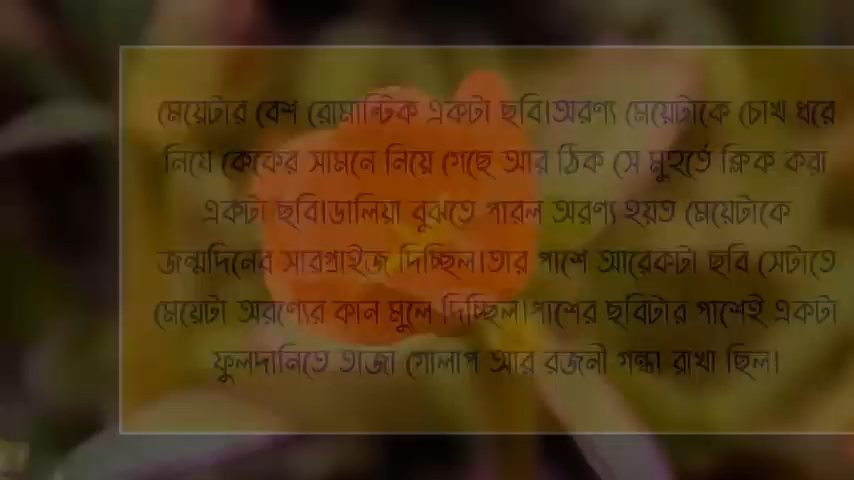 মেয়েটার বেশ রোমান্টিক একটা ছবি।অরণ্য মেয়েটাকে চোখ ধরে
নিয়ে কেকের সামনে নিয়ে গেছে আর ঠিক সে মুহূর্তে ক্লিক করা
একটা ছবি।ডালিয়া বুঝতে পারল অরণ্য হয়ত মেয়েটাকে
জন্মদিনের সারপ্রাইজ দিচ্ছিল।তার পাশে আরেকটা ছবি সেটাতে
মেয়েটা অরণ্যের কান মুলে দিচ্ছিল।পাশের ছবিটার পাশেই একটা
ফুলদানিতে তাজা গোলাপ আর রজনী গন্ধা রাখা ছিল।